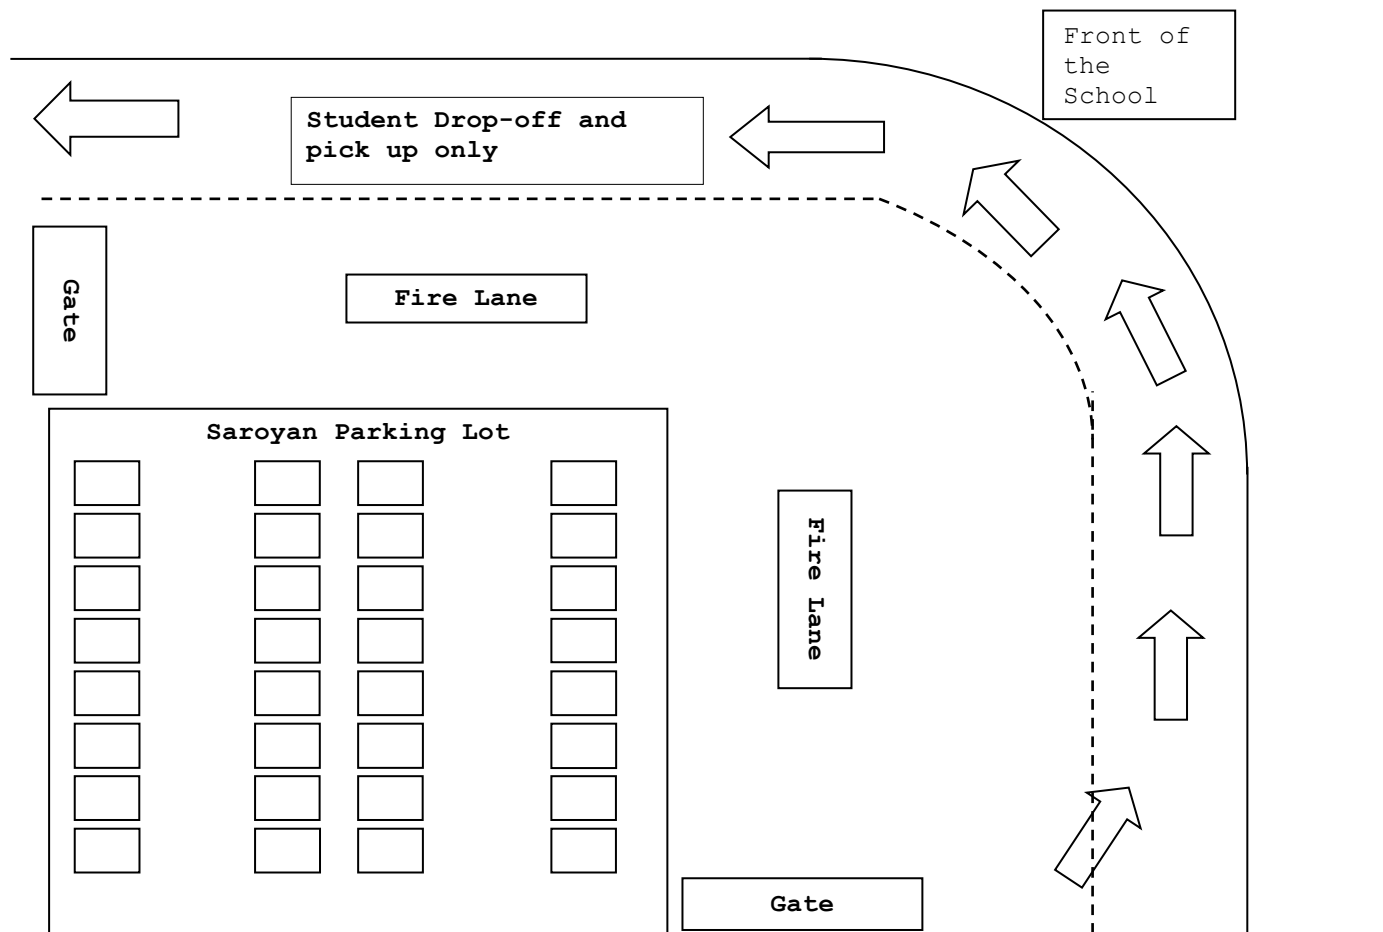 Front of
the
School
Student Drop-off and
pick up only
Gate
Fire Lane
Saroyan Parking Lot
Fire Lane
Gate